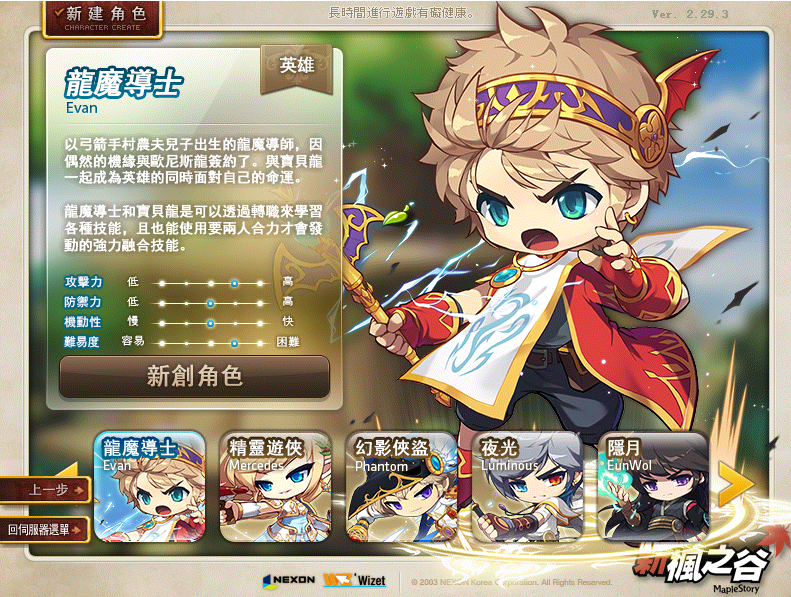 新建角色
CHARACTER CREATE
長時間進行遊戲有礙健康。
Ver. 2.29.3
英雄
龍魔導士
Evan
以弓箭手村農夫兒子出生的龍魔導師，因
偶然的機緣與歐尼斯龍簽約了。與寶貝龍
一起成為英雄的同時面對自己的命運。
龍魔導士和寶貝龍是可以透過轉職來學習
各種技能，且也能使用要兩人合力才會發
動的強力融合技能。
攻擊力 低 高
防禦力 低 高
機動性 慢 快
難易度 容易 困難
新創角色
龍魔導士
Evan
精靈遊俠
Mercedes
幻影俠盜
Phantom
夜光
Luminous
隱月
EunWol
上一步
回伺服器選單
新楓之谷
MapleStory
NEXON
Wizet
© 2003 NEXON Korea Corporation. All Rights Reserved.